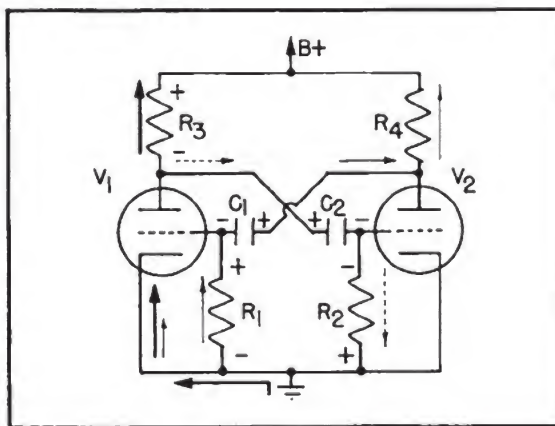 B+
+
+
R3
R4
-
V1
V2
C1
C2
- + + -
+ -
R1
R2
- +